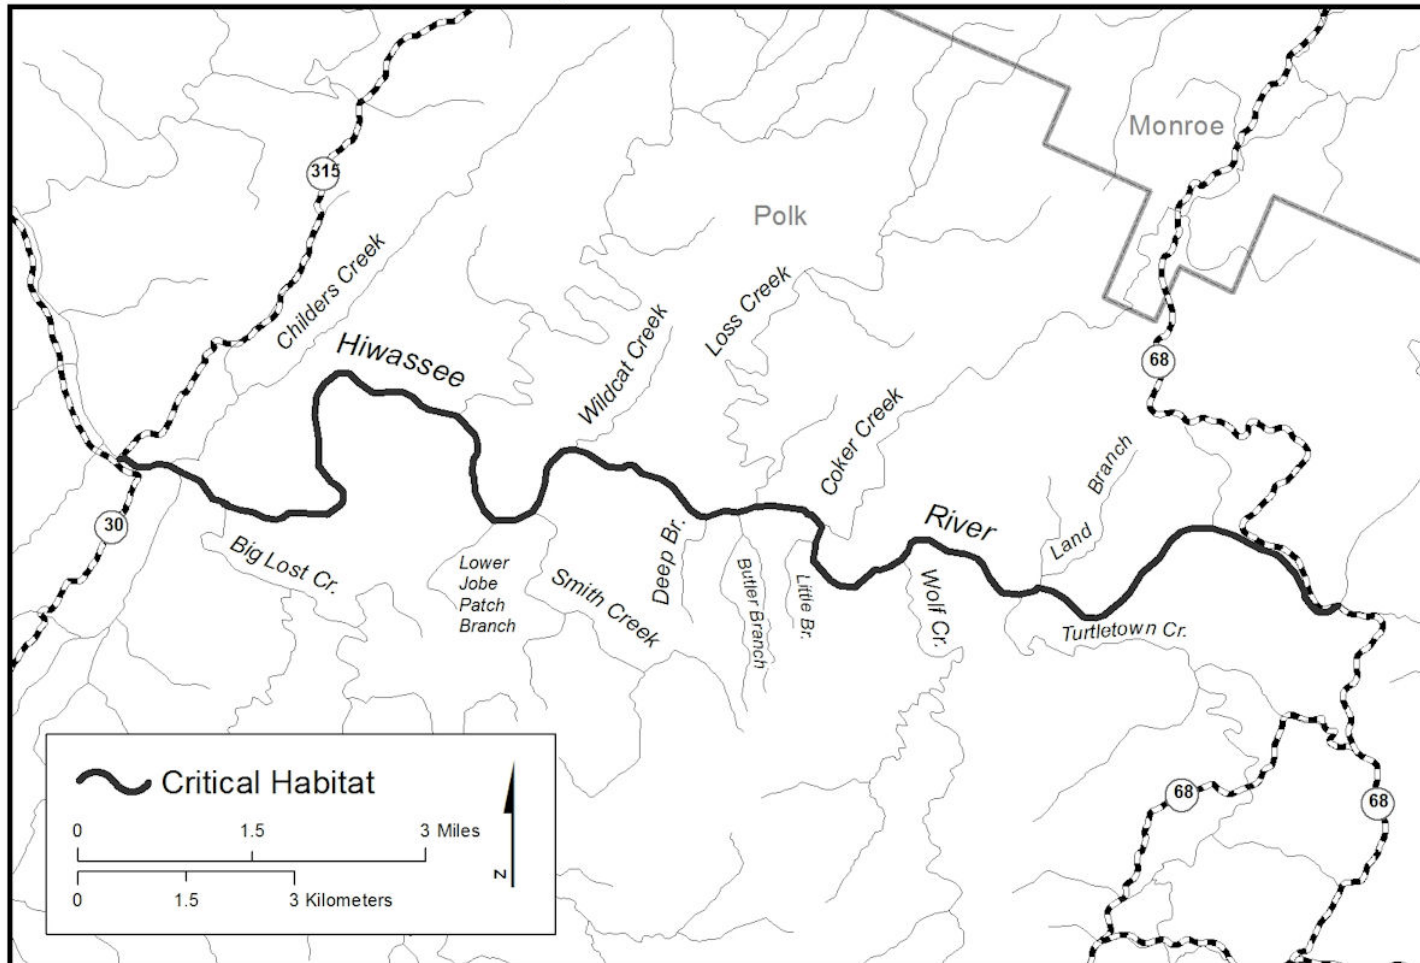 Monroe
315
Polk
Childers Creek
Loss Creek
Hiwassee
Wildcat Creek
68
Coker Creek
Land Branch
River
30
Big Lost Cr.
Lower
Jobe
Patch
Branch
Smith Creek
Deep Br.
Butler Branch
Little Br.
Wolf Cr.
Turtletown Cr.
Critical Habitat
0 1.5 3 Miles
0 1.5 3 Kilometers
N
68
68